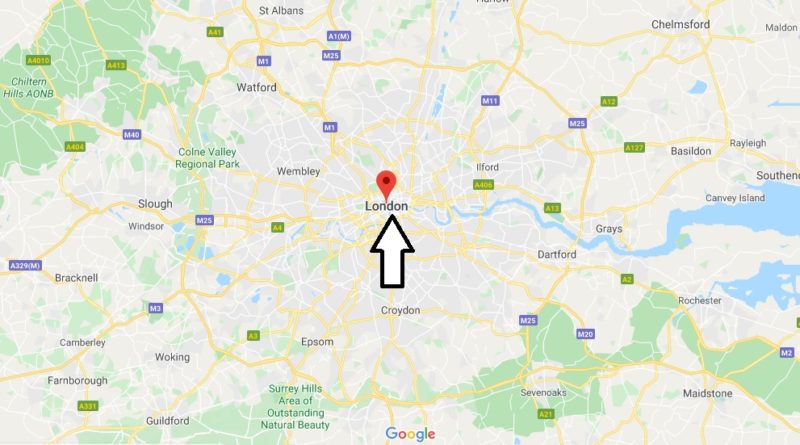 St Albans
Harlow
Chelmsford
Maldon
A41
A1(M)
M25
M1
A4010
A413
Chiltern
Hills AONB
Watford
M11
A12
M40
M1
M25
A404
Colne Valley
Regional Park
A127
Rayleigh
Basildon
Wembley
Ilford
Southend
A406
Canvey Island
Slough
London
A13
Windsor
M25
A4
Grays
Dartford
A329(M)
Bracknell
A2
Rochester
M3
Croydon
M25
M20
A3
Camberley
Epsom
Woking
M2
Farnborough
Surrey Hills
Area of
Outstanding
Natural Beauty
Sevenoaks
Maidstone
A331
Guildford
A21
Google